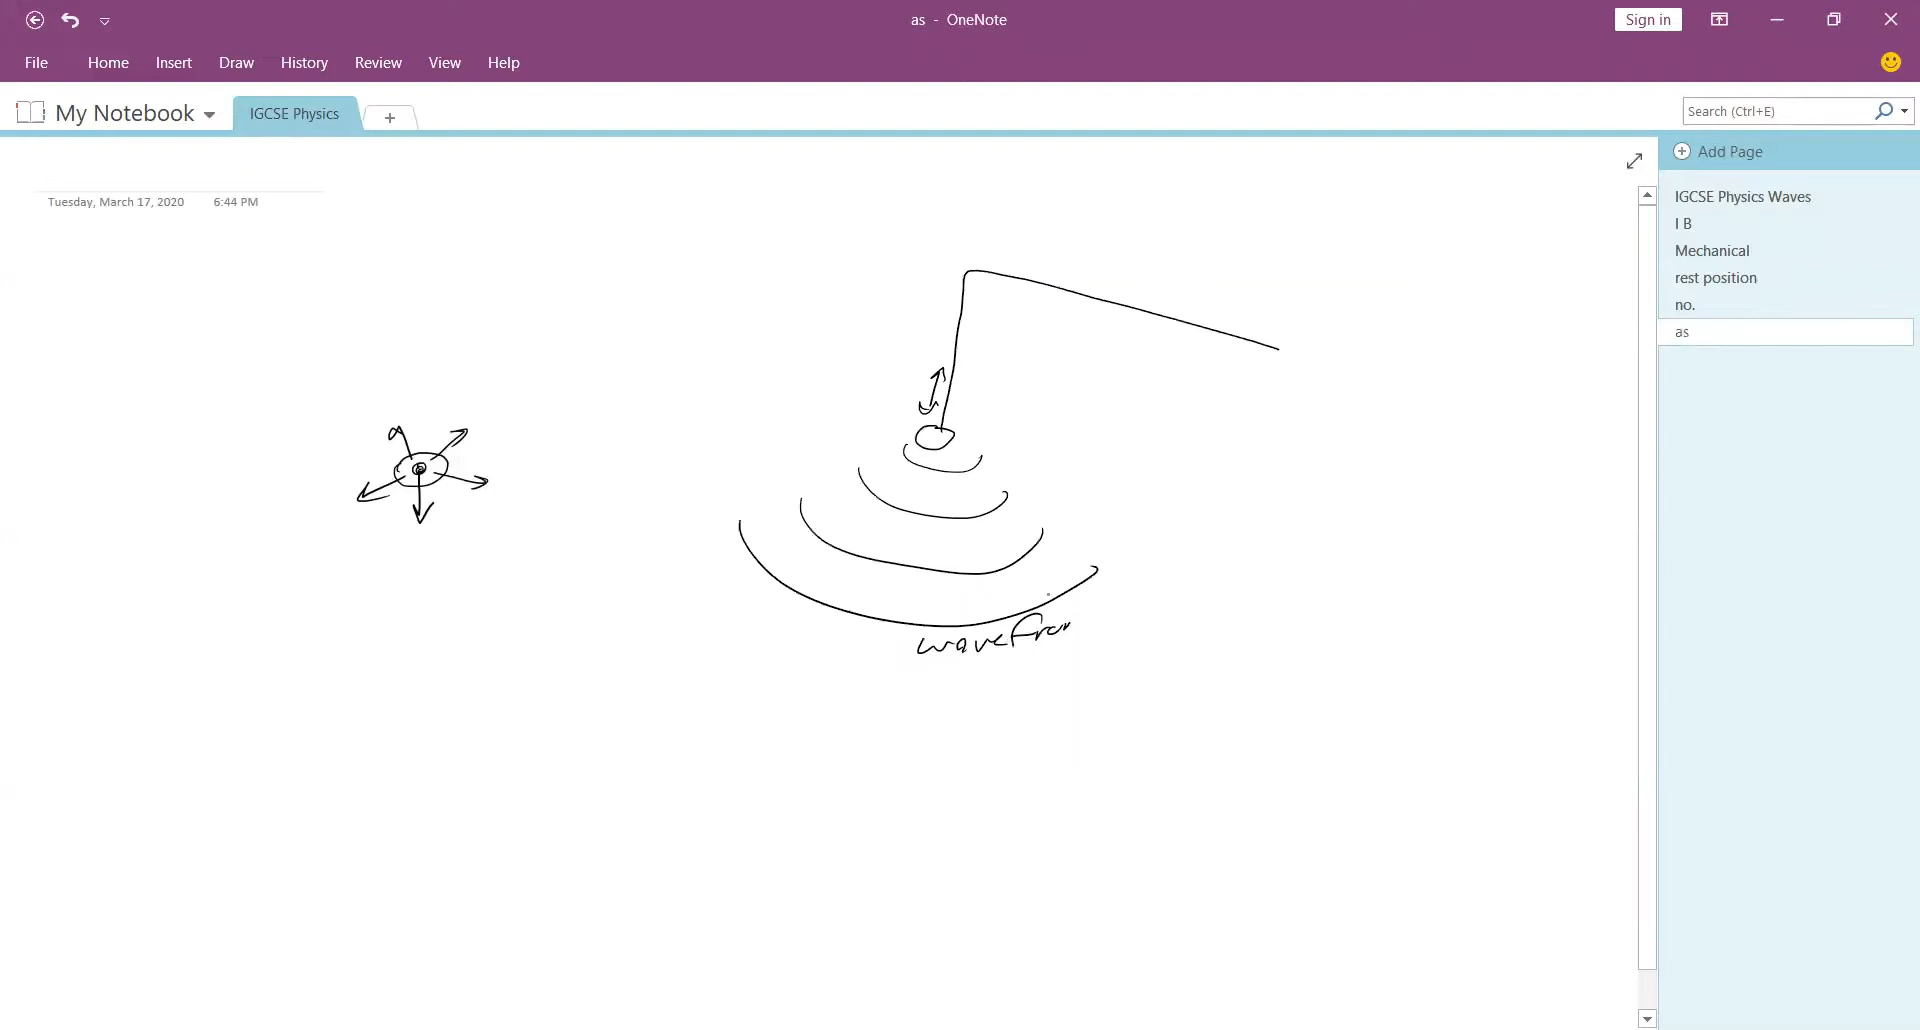 as - OneNote
Sign in
File Home Insert Draw History Review View Help
My Notebook
IGCSE Physics
Search (Ctrl+E)
Add Page
Tuesday, March 17, 2020 6:44 PM
IGCSE Physics Waves
I B
Mechanical
rest position
no.
as
wavefron